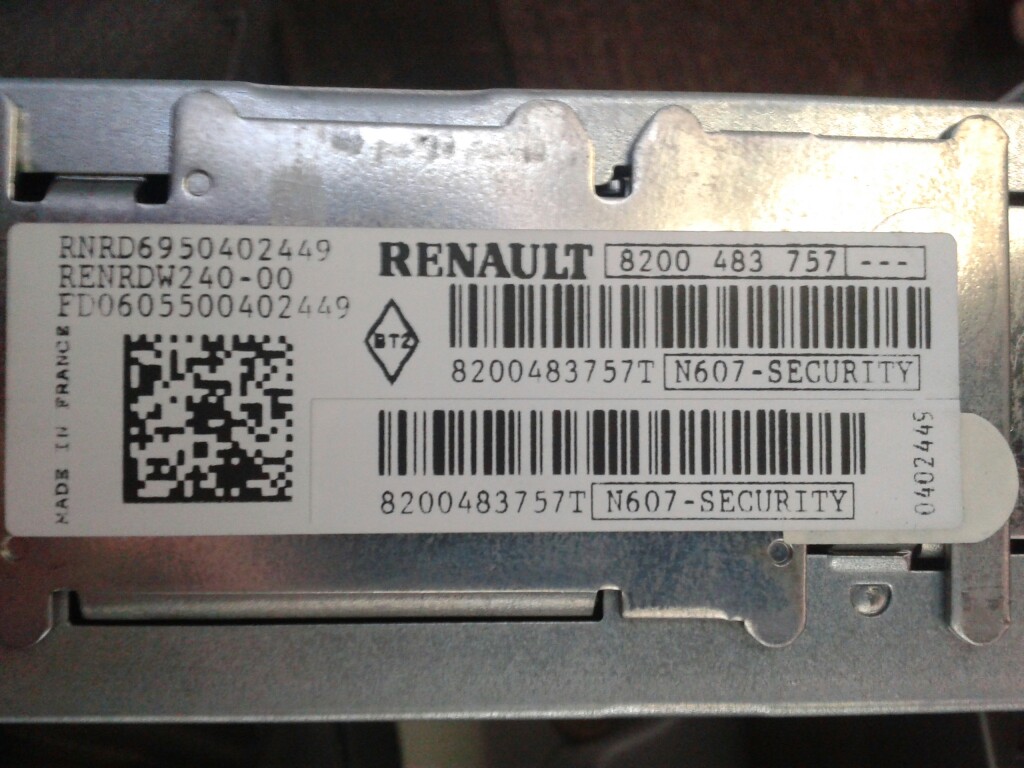 RNRD6950402449
RENRDW240-00
FD0605500402449
MADE IN FRANCE
RENAULT 8200 483 757 ---
BTZ
8200483757T N607-SECURITY
8200483757T N607-SECURITY
0402449